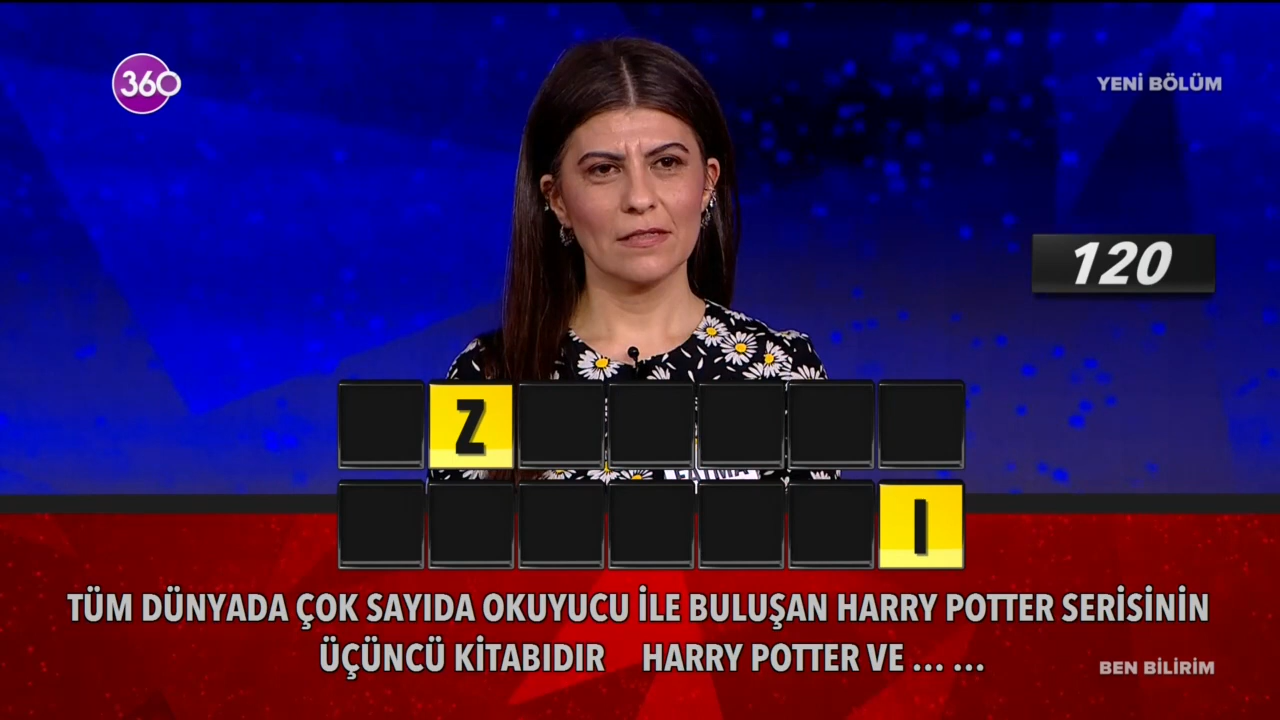 360
YENİ BÖLÜM
120
Z
I
TÜM DÜNYADA ÇOK SAYIDA OKUYUCU İLE BULUŞAN HARRY POTTER SERİSİNİN
ÜÇÜNCÜ KİTABIDIR HARRY POTTER VE ... ...
BEN BİLİRİM